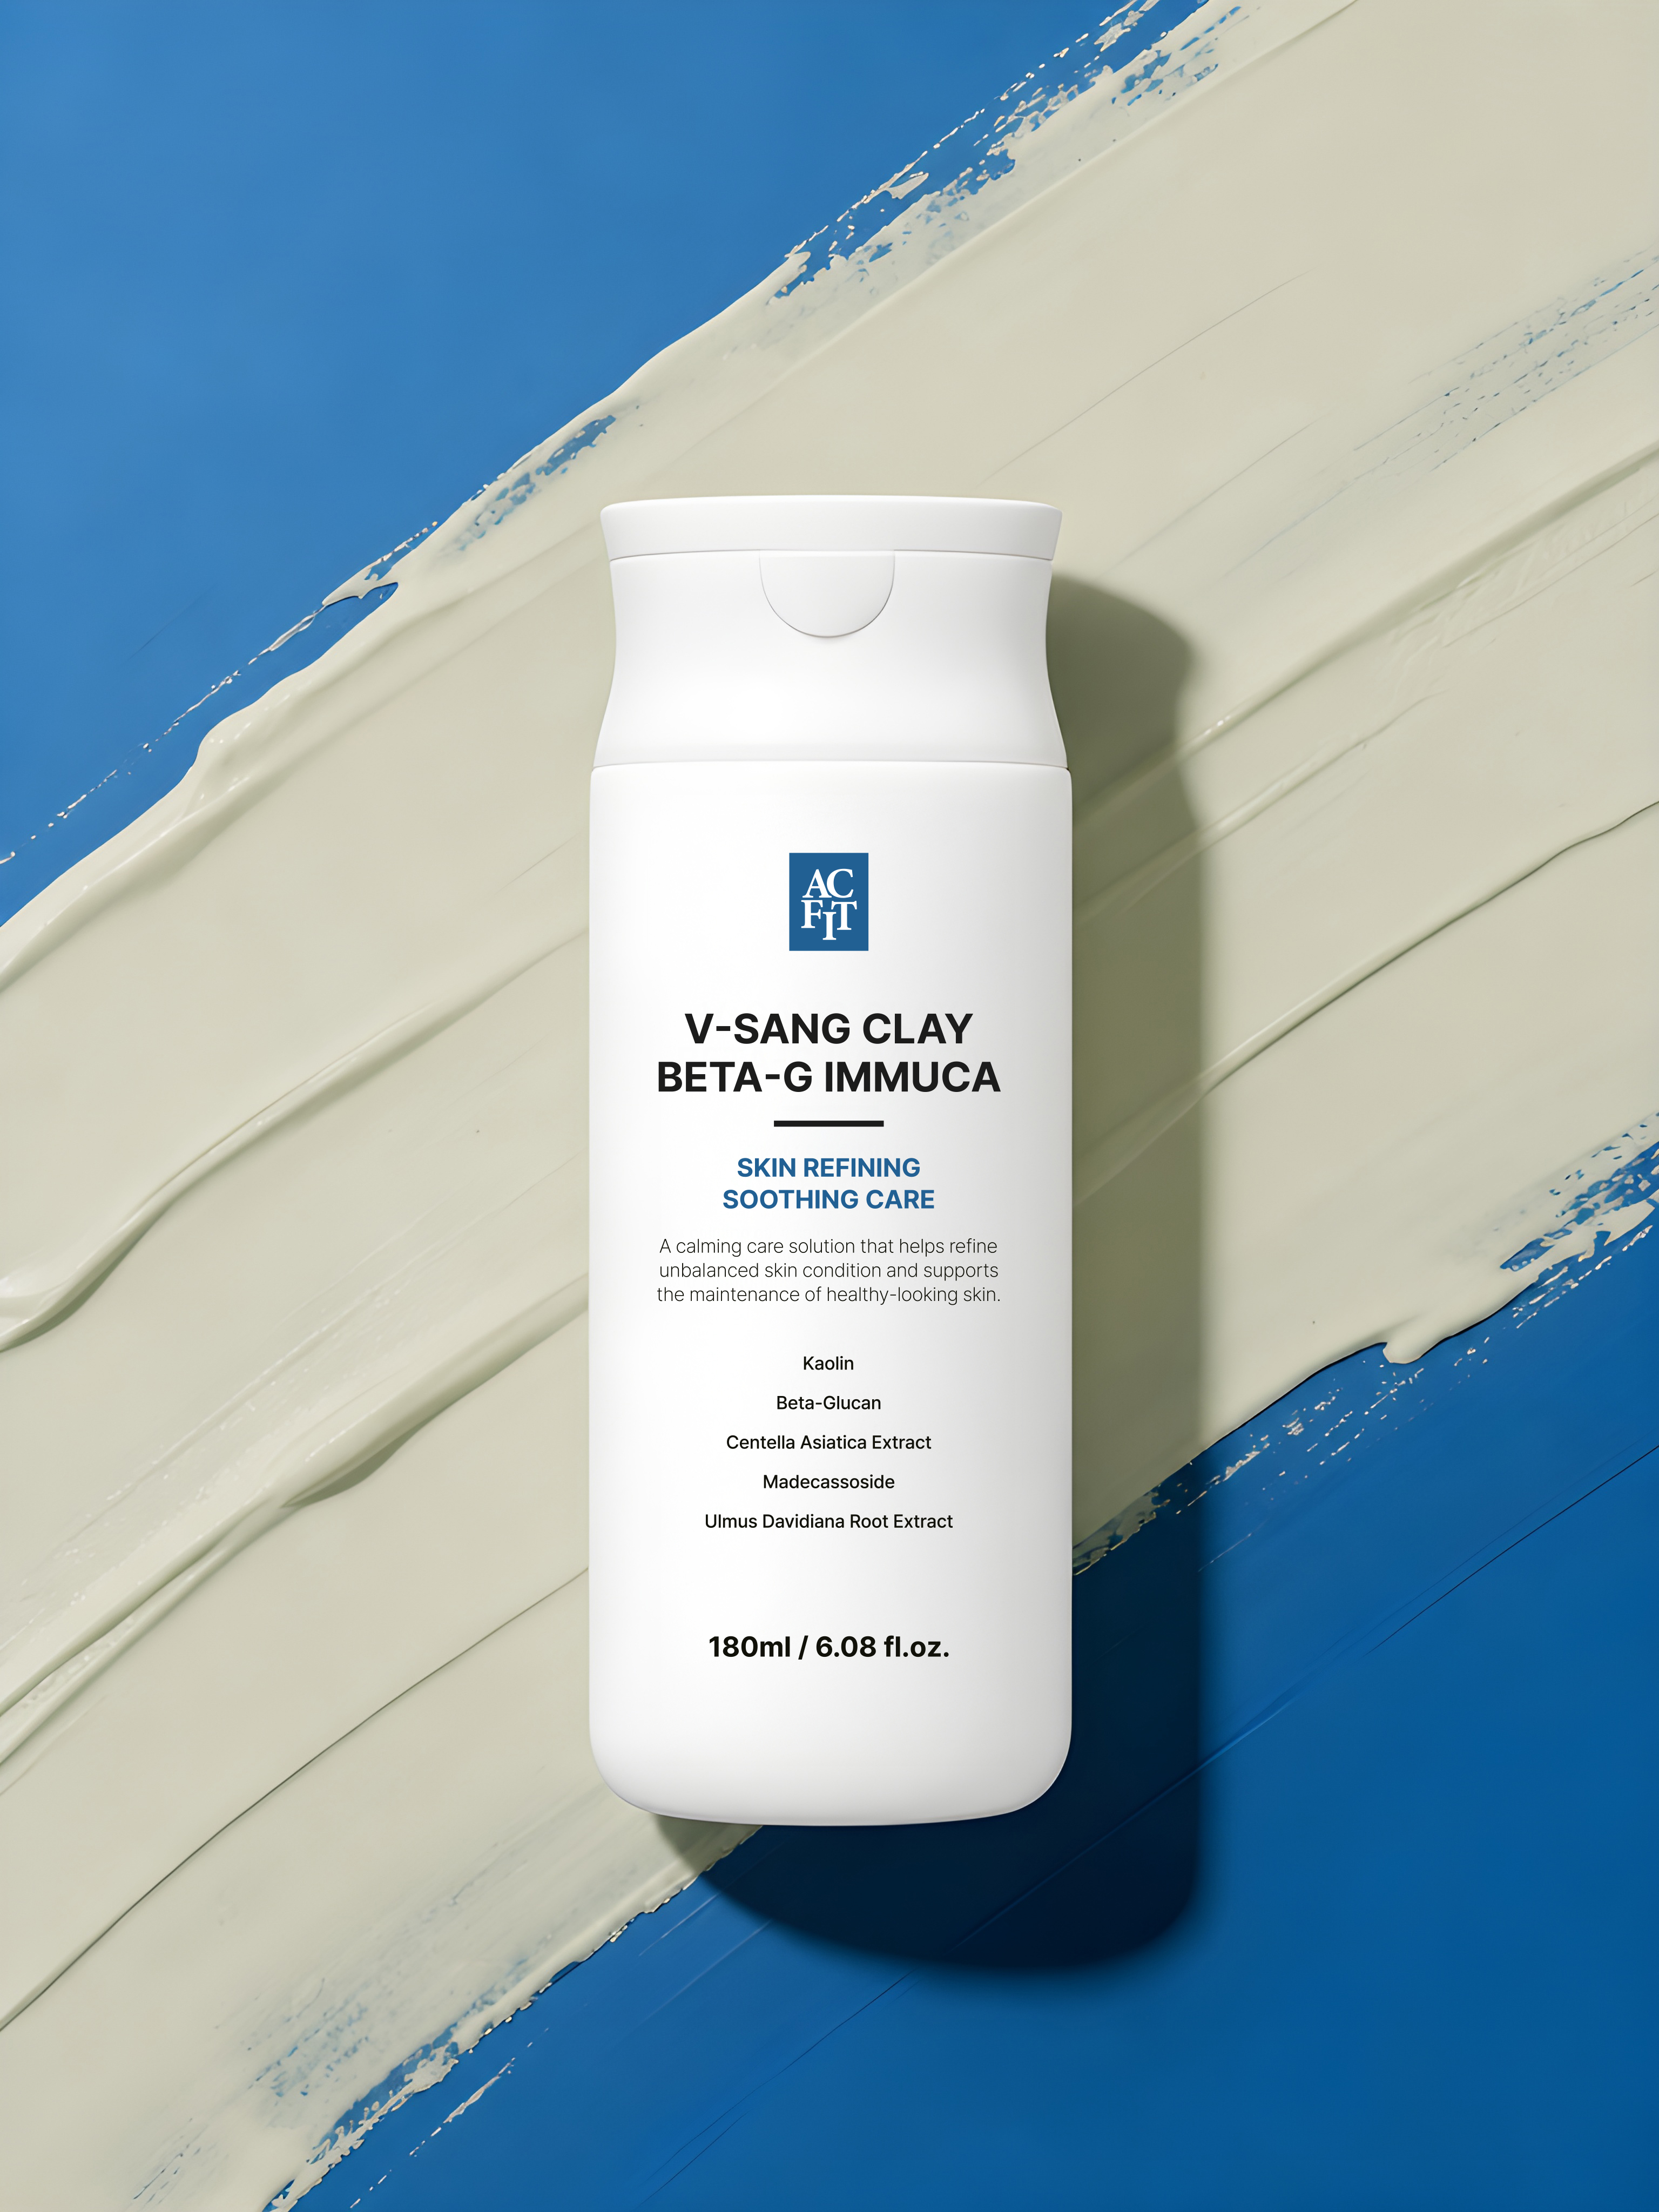 AC
FIT
V-SANG CLAY
BETA-G IMMUCA
SKIN REFINING
SOOTHING CARE
A calming care solution that helps refine
unbalanced skin condition and supports
the maintenance of healthy-looking skin.
Kaolin
Beta-Glucan
Centella Asiatica Extract
Madecassoside
Ulmus Davidiana Root Extract
180ml / 6.08 fl.oz.